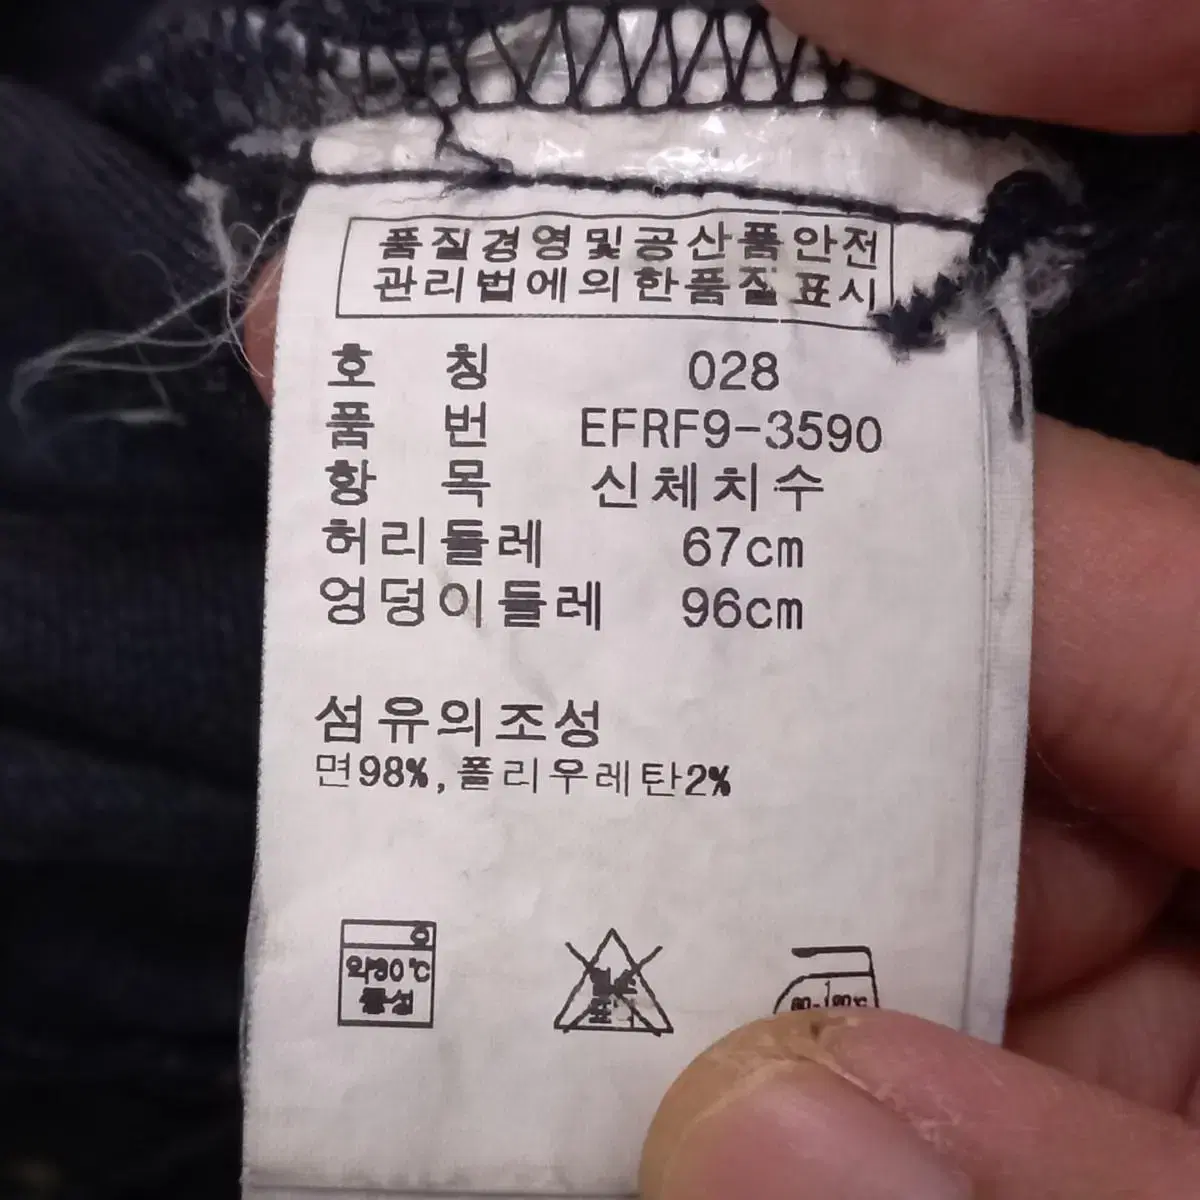 품질경영및공산품안전
관리법에의한품질표시
호 칭 028
품 번 EFRF9-3590
항 목 신체치수
허리둘레 67cm
엉덩이둘레 96cm
섬유의조성
면98%,폴리우레탄2%
약30℃
중성